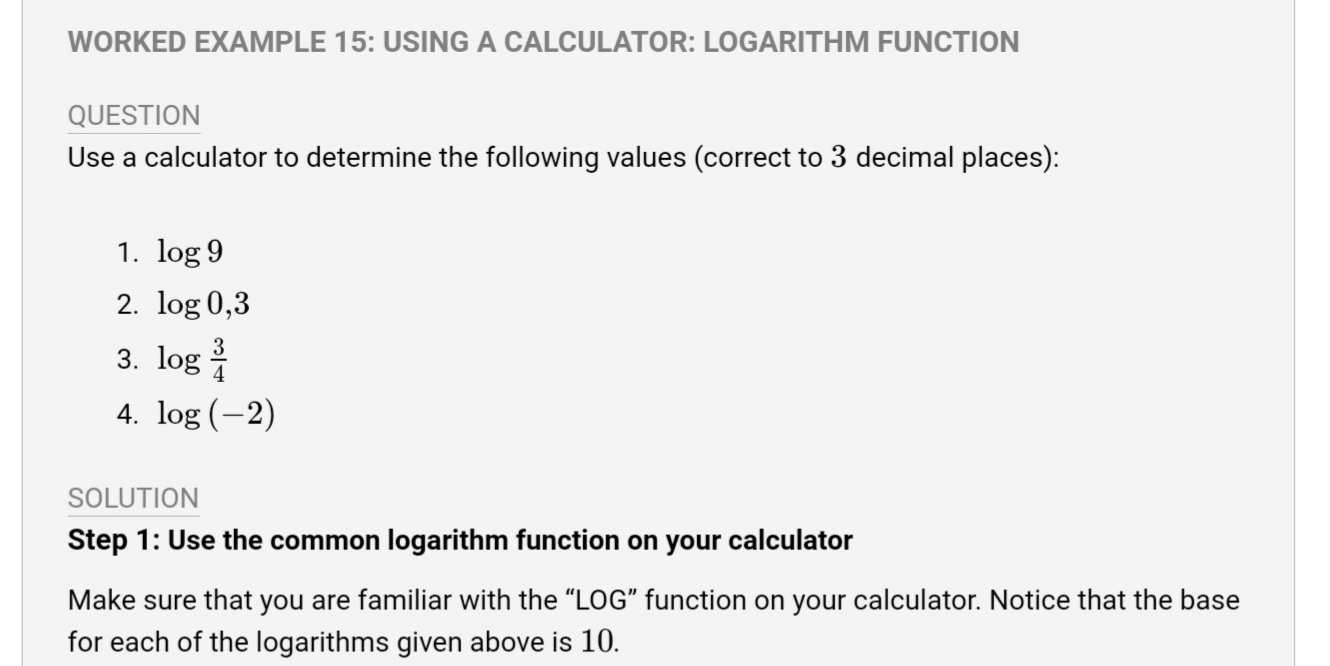 WORKED EXAMPLE 15: USING A CALCULATOR: LOGARITHM FUNCTION
QUESTION
Use a calculator to determine the following values (correct to 3 decimal places):
1. log 9
2. log 0,3
3. log 3/4
4. log (−2)
SOLUTION
Step 1: Use the common logarithm function on your calculator
Make sure that you are familiar with the “LOG” function on your calculator. Notice that the base
for each of the logarithms given above is 10.